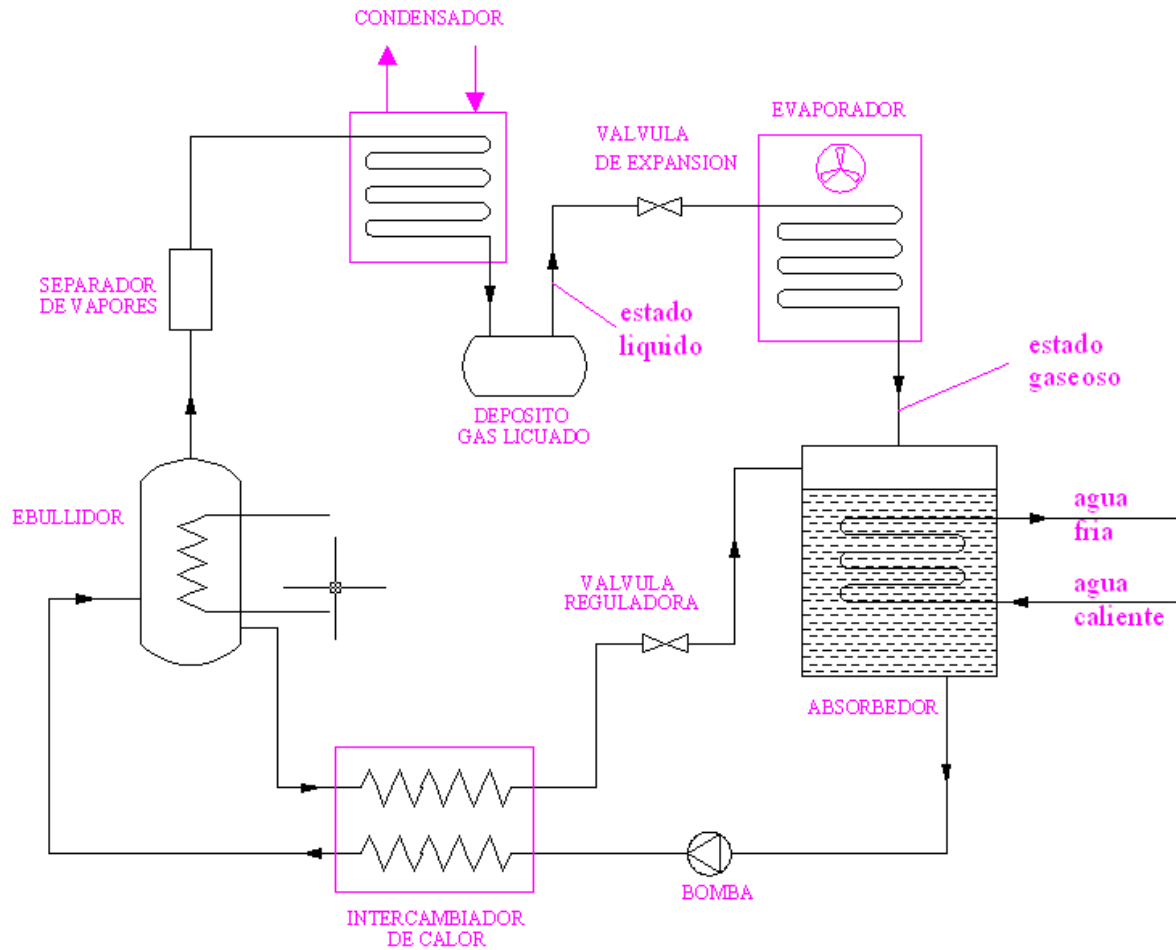 CONDENSADOR
EVAPORADOR
VALVULA
DE EXPANSION
SEPARADOR
DE VAPORES
estado
liquido
estado
gaseoso
DEPOSITO
GAS LICUADO
EBULLIDOR
agua
fria
VALVULA
REGULADORA
agua
caliente
ABSORBEDOR
BOMBA
INTERCAMBIADOR
DE CALOR